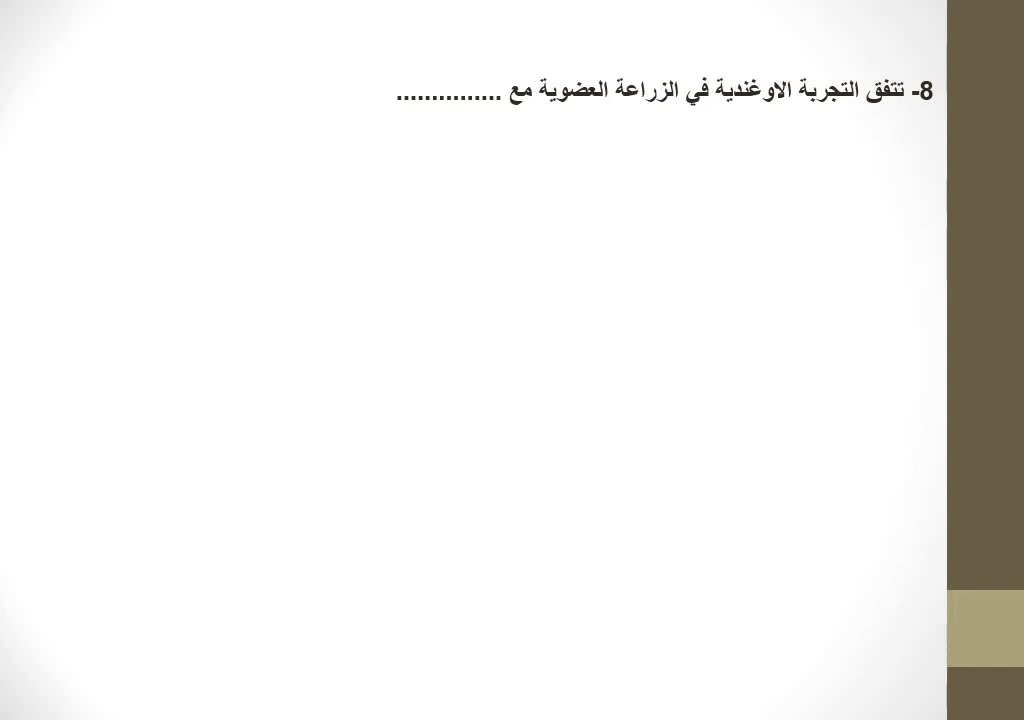 8- تتفق التجربة الاوغندية في الزراعة العضوية مع ...............